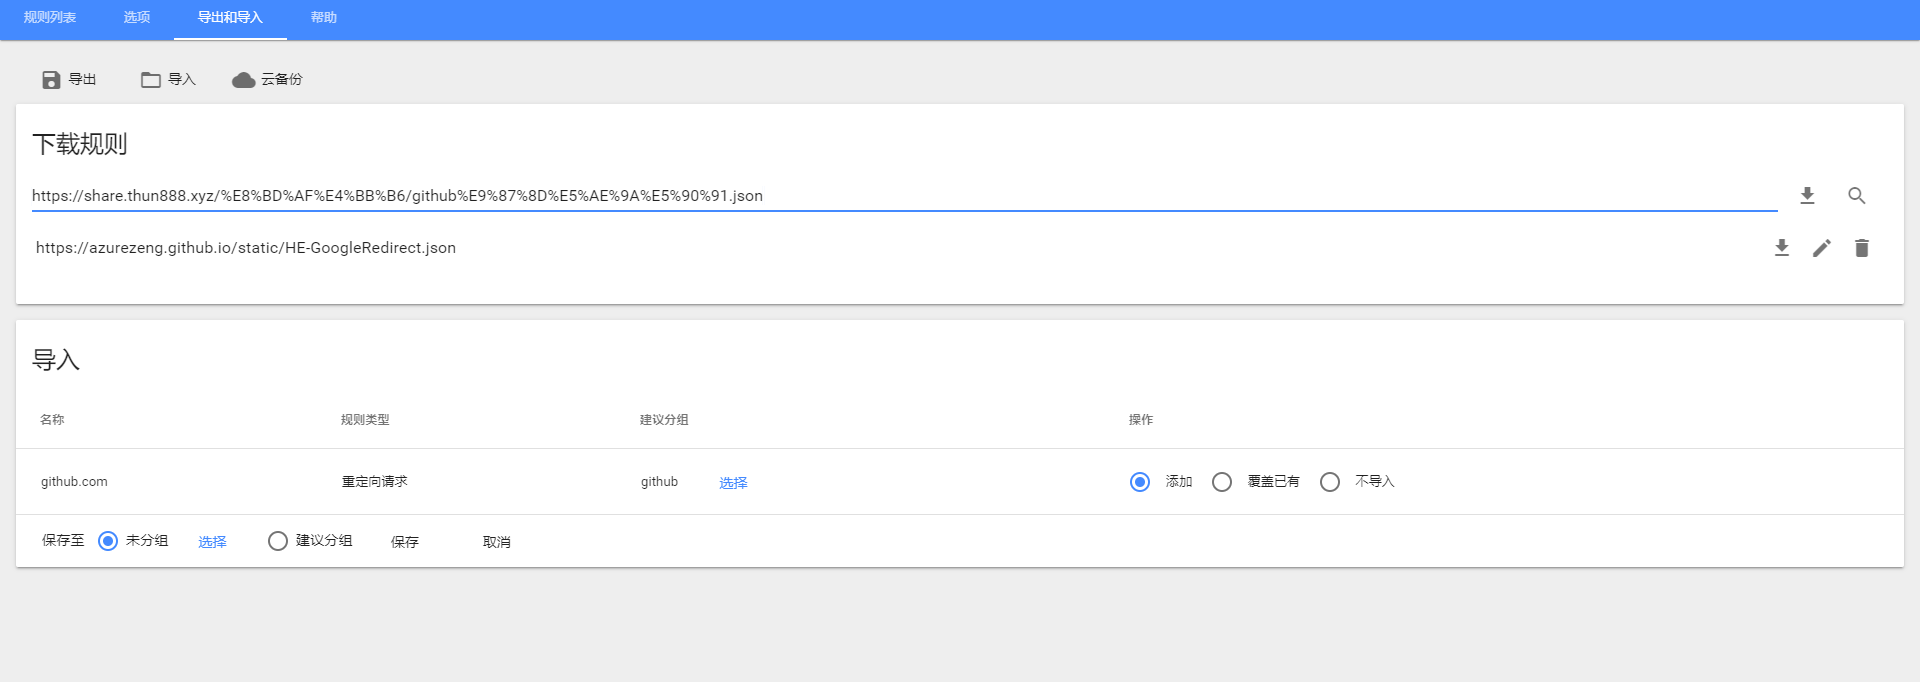 规则列表 选项 导出和导入 帮助
导出 导入 云备份
下载规则
https://share.thun888.xyz/%E8%BD%AF%E4%BB%B6/github%E9%87%8D%E5%AE%9A%E5%90%91.json
https://azurezeng.github.io/static/HE-GoogleRedirect.json
导入
名称 规则类型 建议分组 操作
github.com 重定向请求 github 选择 添加 覆盖已有 不导入
保存至 未分组 选择 建议分组 保存 取消